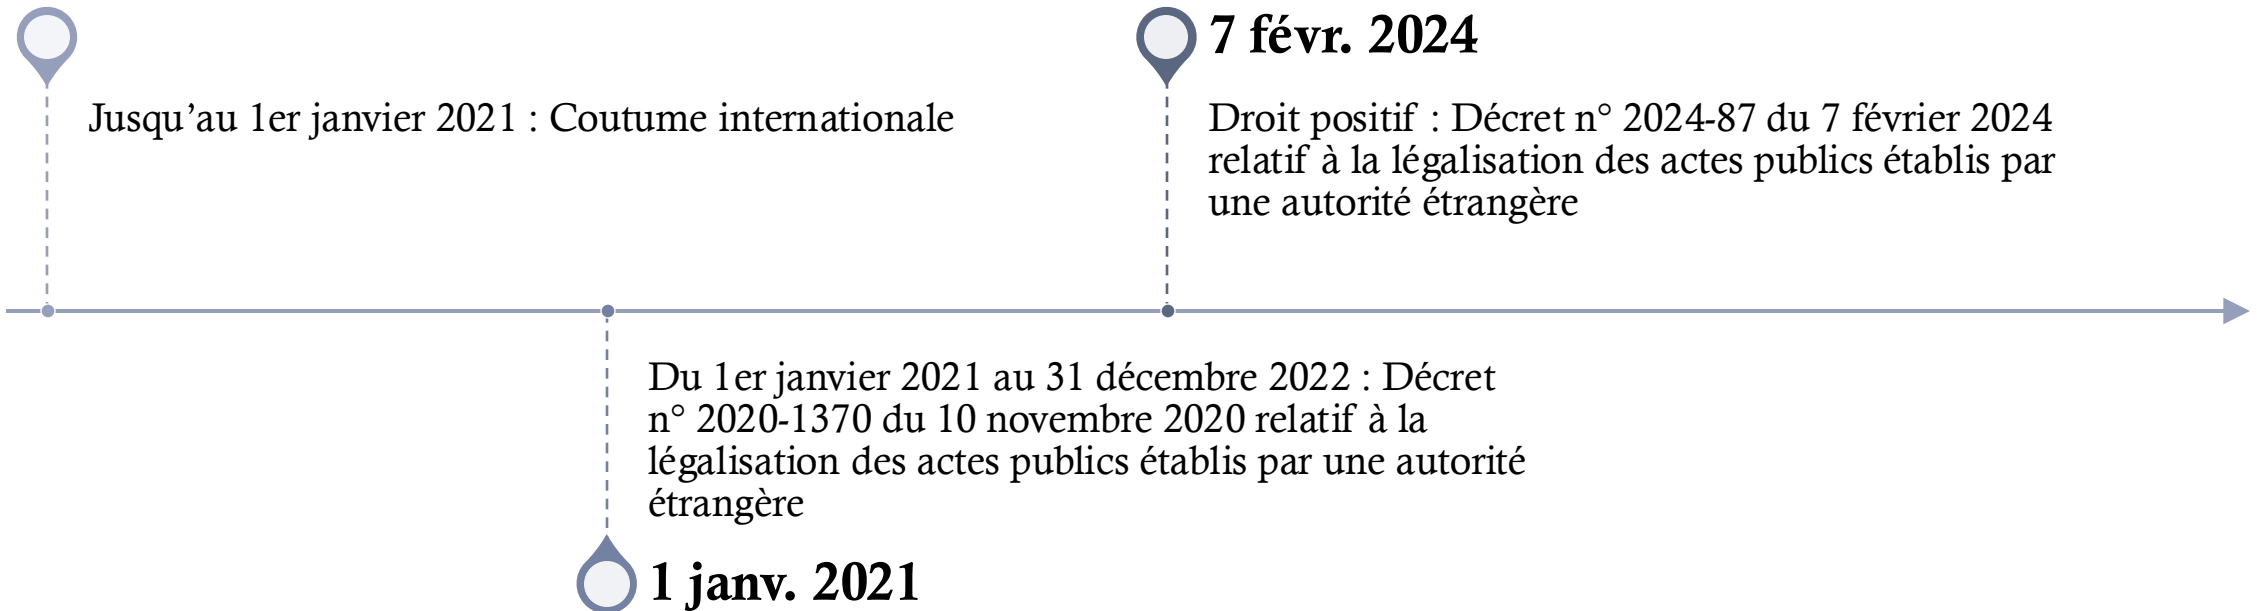 Jusqu’au 1er janvier 2021 : Coutume internationale
1 janv. 2021
Du 1er janvier 2021 au 31 décembre 2022 : Décret
n° 2020-1370 du 10 novembre 2020 relatif à la
légalisation des actes publics établis par une autorité
étrangère
7 févr. 2024
Droit positif : Décret n° 2024-87 du 7 février 2024
relatif à la légalisation des actes publics établis par
une autorité étrangère